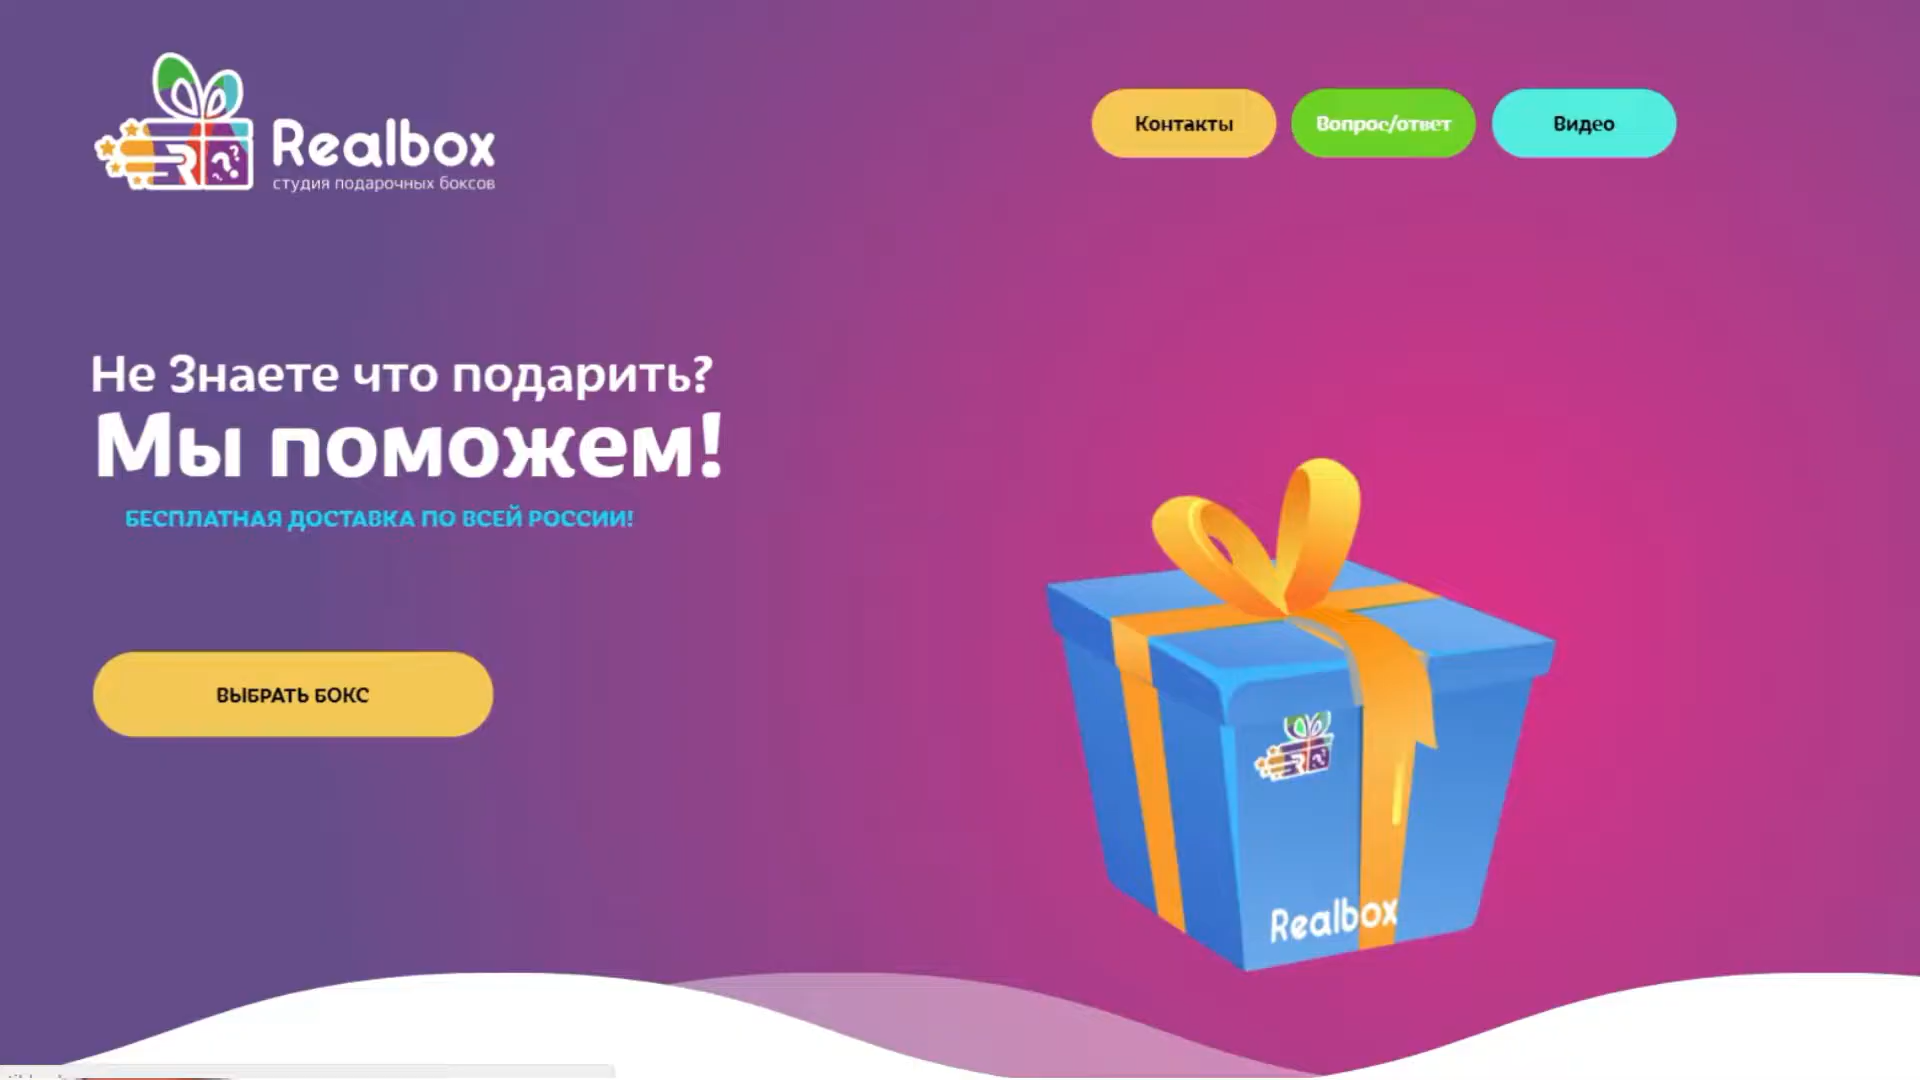 Realbox
студия подарочных боксов
Контакты
Вопрос/ответ
Видео
Не Знаете что подарить?
Мы поможем!
БЕСПЛАТНАЯ ДОСТАВКА ПО ВСЕЙ РОССИИ!
ВЫБРАТЬ БОКС
Realbox